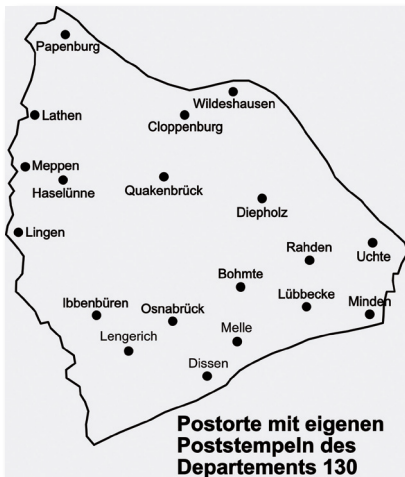 Papenburg
Wildeshausen
Lathen
Cloppenburg
Meppen
Haselünne
Quakenbrück
Diepholz
Lingen
Uchte
Rahden
Bohmte
Lübbecke
Minden
Ibbenbüren
Osnabrück
Melle
Lengerich
Dissen
Postorte mit eigenen
Poststempeln des
Departements 130